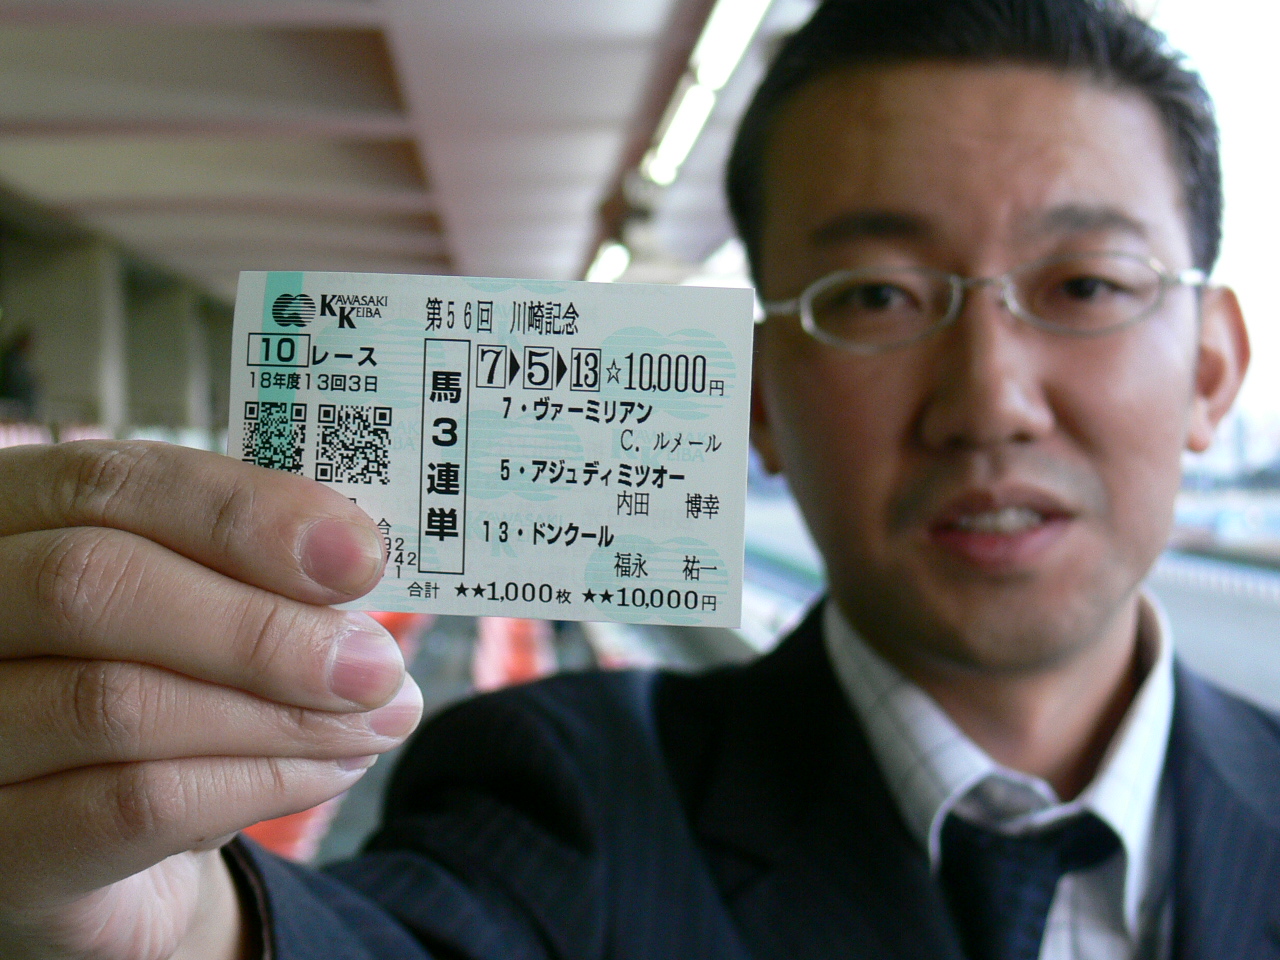 KAWASAKI KEIBA
第56回 川崎記念
10レース
18年度13回3日
馬3連単
7▶5▶13☆10,000円
7・ヴァーミリアン
C. ルメール
5・アジュディミツオー
内田 博幸
13・ドンクール
福永 祐一
合計 ★★1,000枚 ★★10,000円